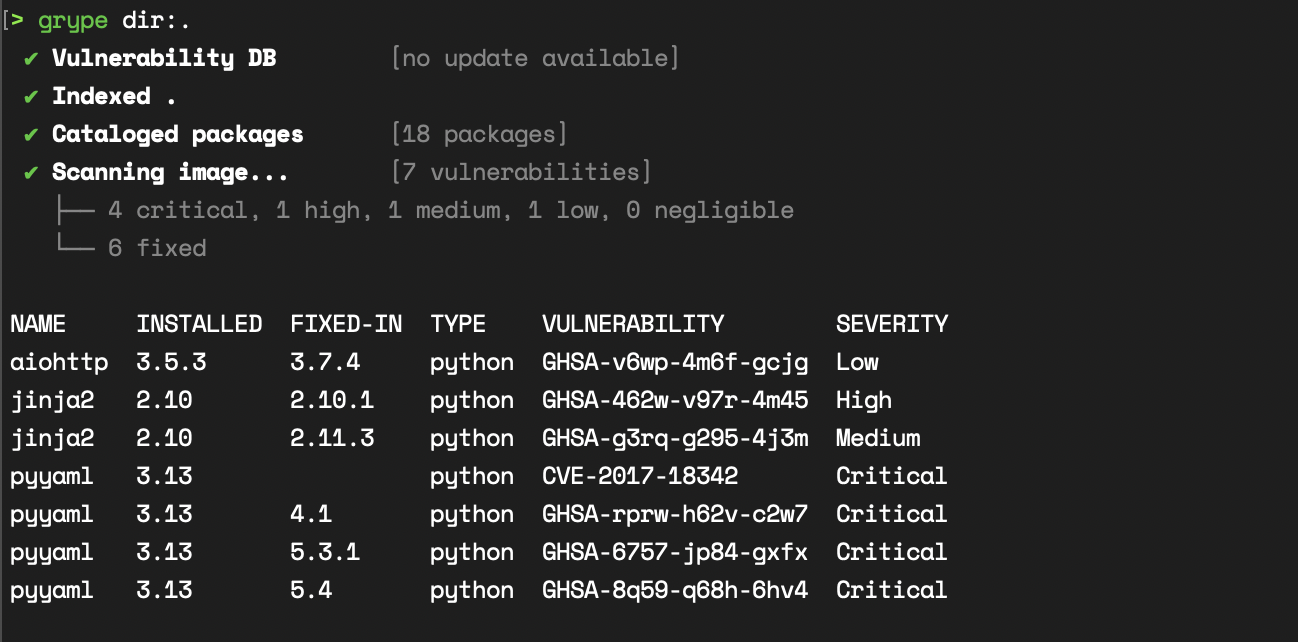 [> grype dir:.
✔ Vulnerability DB [no update available]
✔ Indexed .
✔ Cataloged packages [18 packages]
✔ Scanning image... [7 vulnerabilities]
├── 4 critical, 1 high, 1 medium, 1 low, 0 negligible
└── 6 fixed
NAME INSTALLED FIXED-IN TYPE VULNERABILITY SEVERITY
aiohttp 3.5.3 3.7.4 python GHSA-v6wp-4m6f-gcjg Low
jinja2 2.10 2.10.1 python GHSA-462w-v97r-4m45 High
jinja2 2.10 2.11.3 python GHSA-g3rq-g295-4j3m Medium
pyyaml 3.13 python CVE-2017-18342 Critical
pyyaml 3.13 4.1 python GHSA-rprw-h62v-c2w7 Critical
pyyaml 3.13 5.3.1 python GHSA-6757-jp84-gxfx Critical
pyyaml 3.13 5.4 python GHSA-8q59-q68h-6hv4 Critical